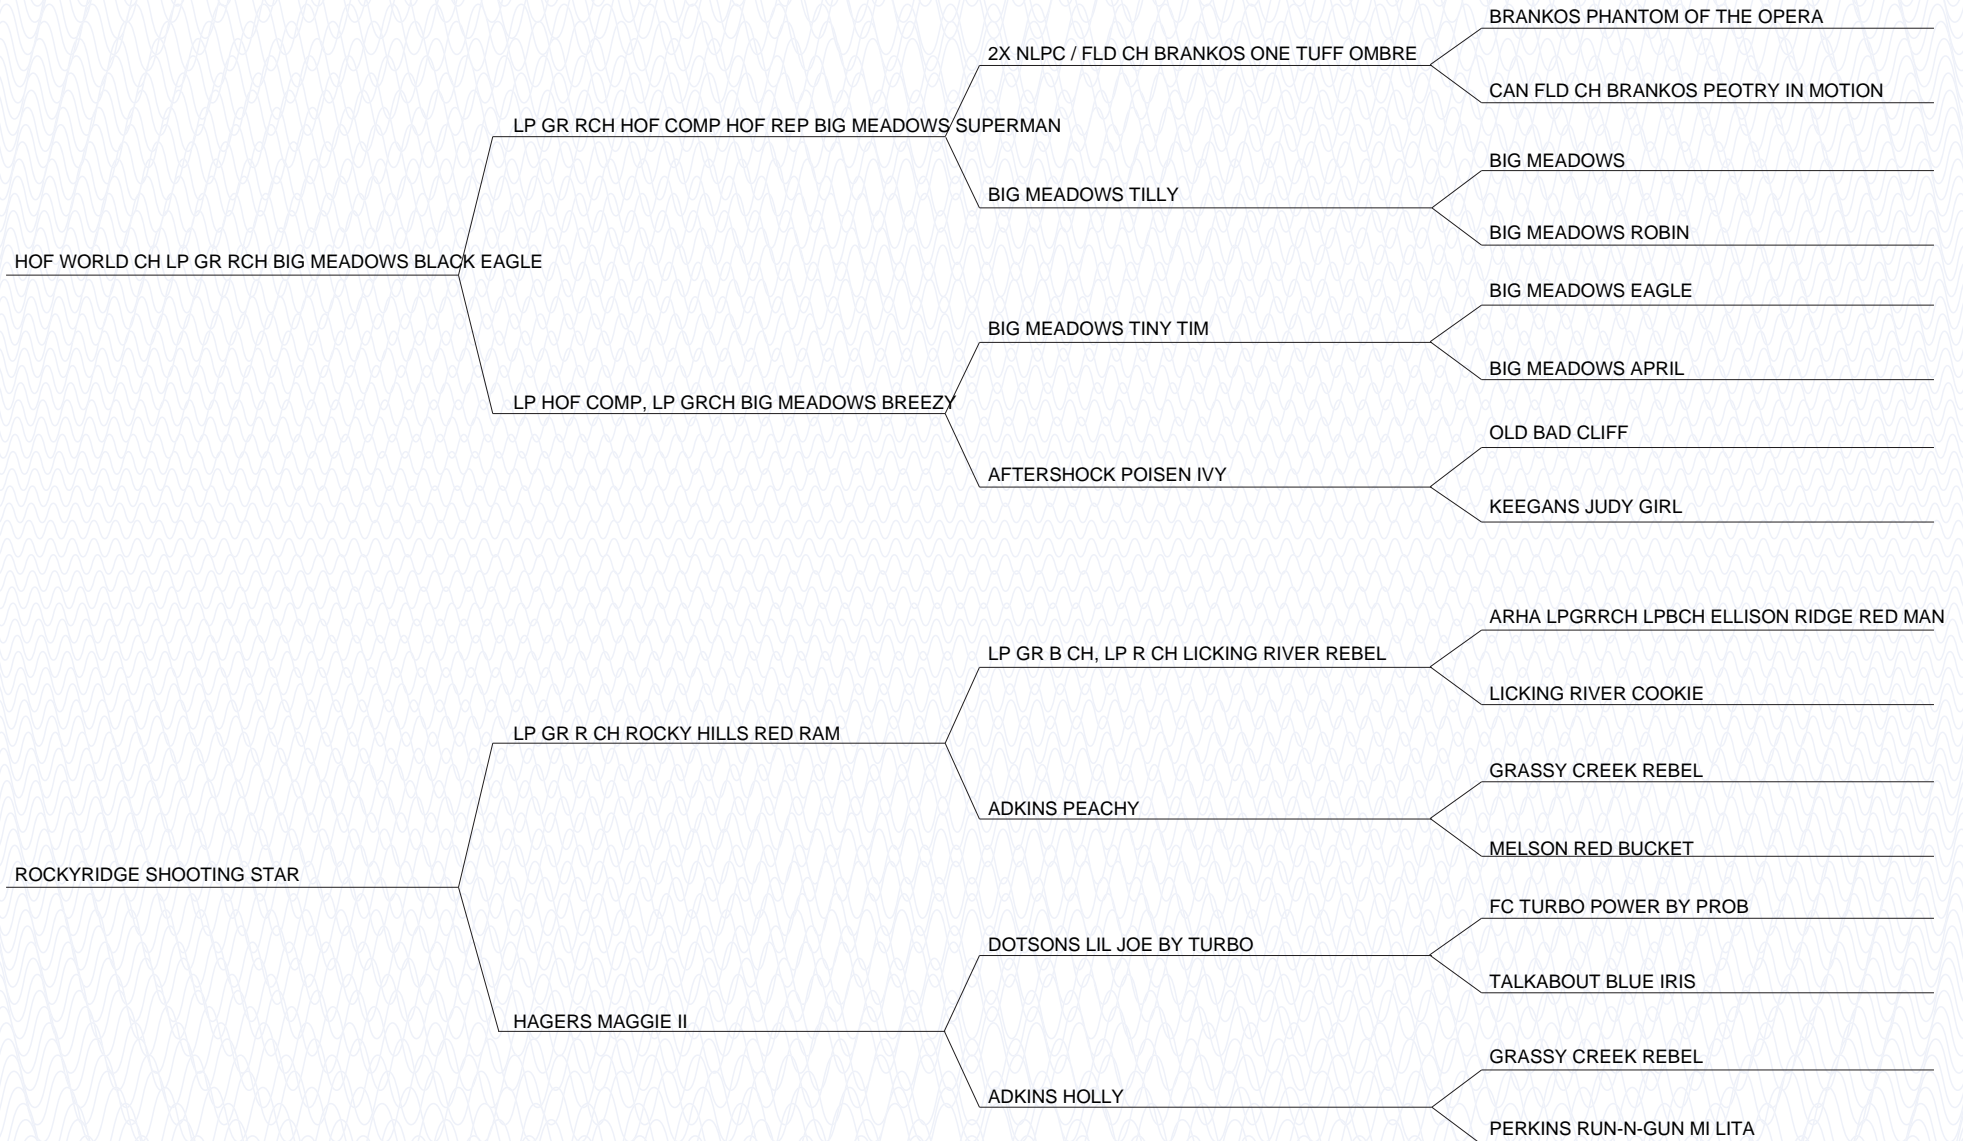 BRANKOS PHANTOM OF THE OPERA
2X NLPC / FLD CH BRANKOS ONE TUFF OMBRE
CAN FLD CH BRANKOS PEOTRY IN MOTION
LP GR RCH HOF COMP HOF REP BIG MEADOWS SUPERMAN
BIG MEADOWS
BIG MEADOWS TILLY
BIG MEADOWS ROBIN
HOF WORLD CH LP GR RCH BIG MEADOWS BLACK EAGLE
BIG MEADOWS EAGLE
BIG MEADOWS TINY TIM
BIG MEADOWS APRIL
LP HOF COMP, LP GRCH BIG MEADOWS BREEZY
OLD BAD CLIFF
AFTERSHOCK POISEN IVY
KEEGANS JUDY GIRL
ARHA LPGRRCH LPBCH ELLISON RIDGE RED MAN
LP GR B CH, LP R CH LICKING RIVER REBEL
LICKING RIVER COOKIE
LP GR R CH ROCKY HILLS RED RAM
GRASSY CREEK REBEL
ADKINS PEACHY
MELSON RED BUCKET
ROCKYRIDGE SHOOTING STAR
FC TURBO POWER BY PROB
DOTSONS LIL JOE BY TURBO
TALKABOUT BLUE IRIS
HAGERS MAGGIE II
GRASSY CREEK REBEL
ADKINS HOLLY
PERKINS RUN-N-GUN MI LITA